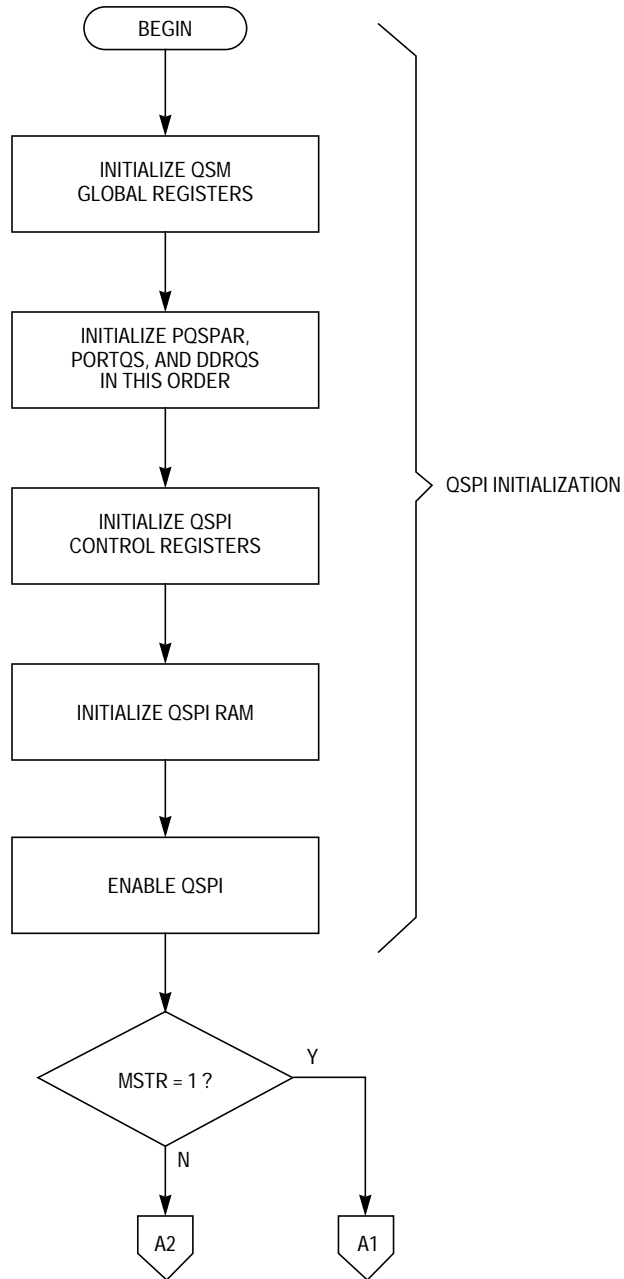 BEGIN
INITIALIZE QSM
GLOBAL REGISTERS
INITIALIZE PQSPAR,
PORTQS, AND DDRQS
IN THIS ORDER
QSPI INITIALIZATION
INITIALIZE QSPI
CONTROL REGISTERS
INITIALIZE QSPI RAM
ENABLE QSPI
MSTR = 1 ?
Y
N
A2
A1